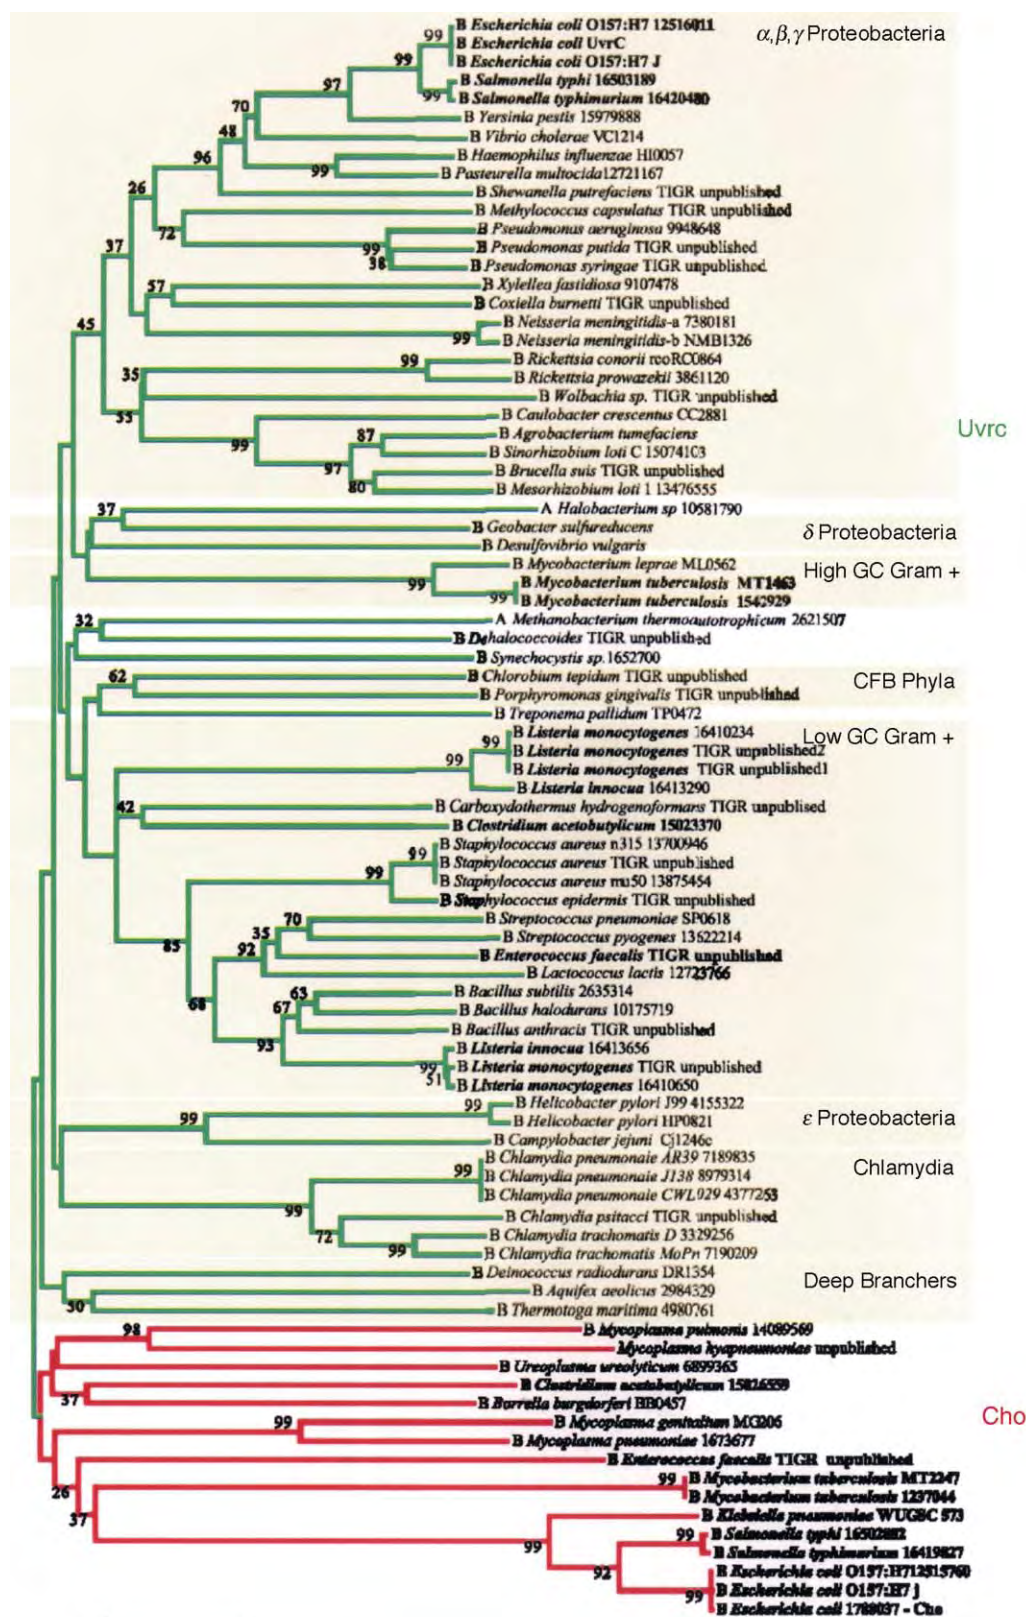 B Escherichia coli O157:H7 12516011
α,β,γ Proteobacteria
99
B Escherichia coli UvrC
99
B Escherichia coli O157:H7 J
B Salmonella typhi 16503189
97
99
B Salmonella typhimurium 16420480
70
B Yersinia pestis 15979888
48
B Vibrio cholerae VC1214
96
B Haemophilus influenzae HI0057
99
B Pasteurella multocida12721167
26
B Shewanella putrefaciens TIGR unpublished
B Methylococcus capsulatus TIGR unpublished
72
B Pseudomonas aeruginosa 9948648
37
99
B Pseudomonas putida TIGR unpublished
38
B Pseudomonas syringae TIGR unpublished
57
B Xylellea fastidiosa 9107478
B Coxiella burnetti TIGR unpublished
45
B Neisseria meningitidis-a 7380181
99
B Neisseria meningitidis-b NMB1326
99
B Rickettsia conorii rcoRC0864
35
B Rickettsia prowazekii 3861120
B Wolbachia sp. TIGR unpublished
55
B Caulobacter crescentus CC2881
Uvrc
99
87
B Agrobacterium tumefaciens
B Sinorhizobium loti C 15074103
97
B Brucella suis TIGR unpublished
80
B Mesorhizobium loti 1 13476555
37
A Halobacterium sp 10581790
B Geobacter sulfureducens
δ Proteobacteria
B Desulfovibrio vulgaris
B Mycobacterium leprae ML0562
High GC Gram +
99
B Mycobacterium tuberculosis MT1463
99
B Mycobacterium tuberculosis 1542929
32
A Methanobacterium thermoautotrophicum 2621507
B Dehalococcoides TIGR unpublished
B Synechocystis sp.1652700
62
B Chlorobium tepidum TIGR unpublished
CFB Phyla
B Porphyromonas gingivalis TIGR unpublished
B Treponema pallidum TP0472
B Listeria monocytogenes 16410234
Low GC Gram +
99
B Listeria monocytogenes TIGR unpublished2
99
B Listeria monocytogenes TIGR unpublished1
B Listeria innocua 16413290
42
B Carboxydothermus hydrogenoformans TIGR unpublised
B Clostridium acetobutylicum 15023370
B Staphylococcus aureus n315 13700946
99
B Staphylococcus aureus TIGR unpublished
99
B Staphylococcus aureus mu50 13875454
B Staphylococcus epidermis TIGR unpublished
70
B Streptococcus pneumoniae SP0618
35
B Streptococcus pyogenes 13622214
85
92
B Enterococcus faecalis TIGR unpublished
B Lactococcus lactis 12723766
63
B Bacillus subtilis 2635314
68
67
B Bacillus halodurans 10175719
B Bacillus anthracis TIGR unpublished
93
B Listeria innocua 16413656
99
B Listeria monocytogenes TIGR unpublished
51
B Listeria monocytogenes 16410650
99
B Helicobacter pylori J99 4155322
99
B Helicobacter pylori HP0821
ε Proteobacteria
B Campylobacter jejuni Cj1246c
B Chlamydia pneumonaie AR39 7189835
Chlamydia
99
B Chlamydia pneumonaie J138 8979314
B Chlamydia pneumonaie CWL029 4377253
99
B Chlamydia psitacci TIGR unpublished
72
B Chlamydia trachomatis D 3329256
99
B Chlamydia trachomatis MoPn 7190209
B Deinococcus radiodurans DR1354
Deep Branchers
B Aquifex aeolicus 2984329
50
B Thermotoga maritima 4980761
98
B Mycoplasma pulmonis 14089569
Mycoplasma hyapneumoniae unpublished
B Ureoplasma ureolyticum 6899365
B Clostridium acetobutylicum 15026559
37
B Borrelia burgdorferi BB0457
99
B Mycoplasma genitalium MG206
Cho
B Mycoplasma pneumoniae 1673677
B Enterococcus faecalis TIGR unpublished
99
B Mycobacterium tuberculosis MT2247
26
B Mycobacterium tuberculosis 1237044
37
B Klebsiella pneumoniae WUGSC 573
99
99
B Salmonella typhi 16502882
B Salmonella typhimurium 16419827
92
B Escherichia coli O157:H712515760
99
B Escherichia coli O157:H7 j
B Escherichia coli 1788037 - Cho